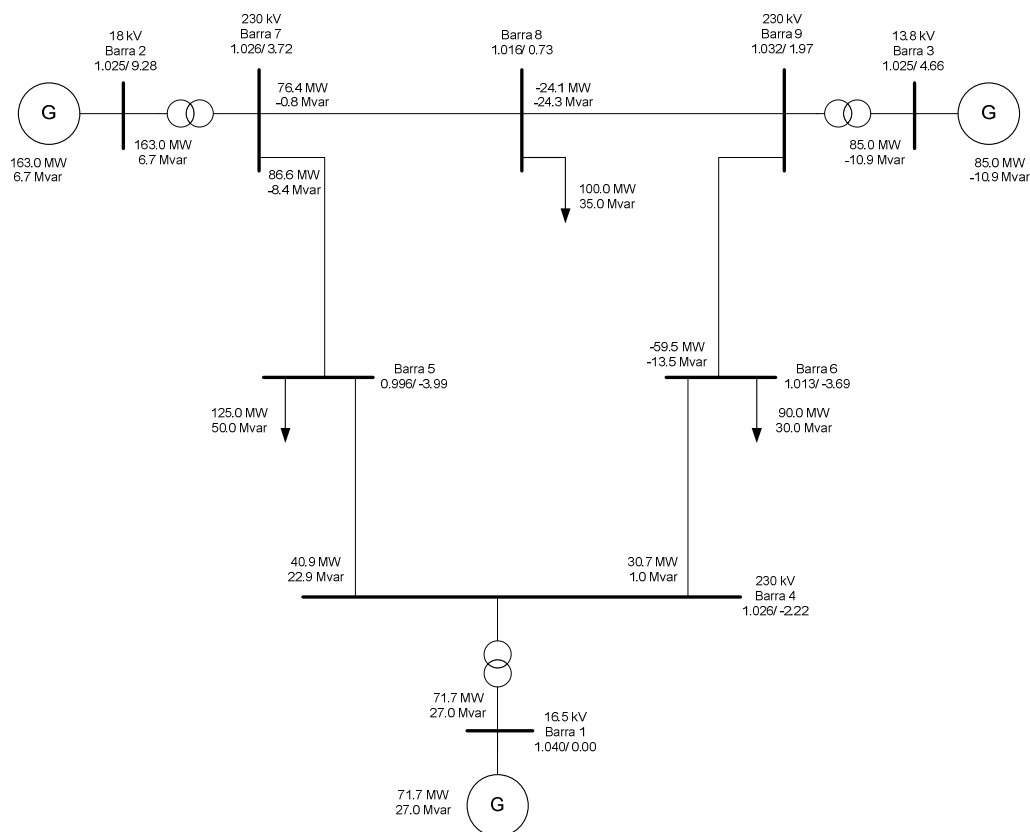 18 kV
Barra 2
1.025/ 9.28
230 kV
Barra 7
1.026/ 3.72
Barra 8
1.016/ 0.73
230 kV
Barra 9
1.032/ 1.97
13.8 kV
Barra 3
1.025/ 4.66
G
163.0 MW
6.7 Mvar
163.0 MW
6.7 Mvar
76.4 MW
-0.8 Mvar
86.6 MW
-8.4 Mvar
-24.1 MW
-24.3 Mvar
100.0 MW
35.0 Mvar
85.0 MW
-10.9 Mvar
G
85.0 MW
-10.9 Mvar
Barra 5
0.996/ -3.99
125.0 MW
50.0 Mvar
-59.5 MW
-13.5 Mvar
Barra 6
1.013/ -3.69
90.0 MW
30.0 Mvar
40.9 MW
22.9 Mvar
30.7 MW
1.0 Mvar
230 kV
Barra 4
1.026/ -2.22
71.7 MW
27.0 Mvar
16.5 kV
Barra 1
1.040/ 0.00
71.7 MW
27.0 Mvar
G